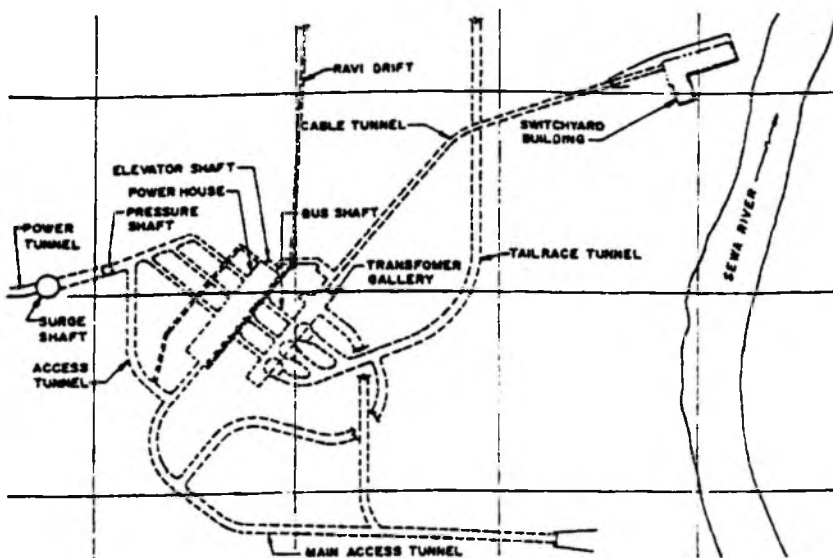 RAVI DRIFT
CABLE TUNNEL
SWITCHYARD
BUILDING
ELEVATOR SHAFT
POWER HOUSE
PRESSURE
SHAFT
BUS SHAFT
POWER
TUNNEL
TRANSFOMER
GALLERY
TAILRACE TUNNEL
SEWA RIVER
SURGE
SHAFT
ACCESS
TUNNEL
MAIN ACCESS TUNNEL